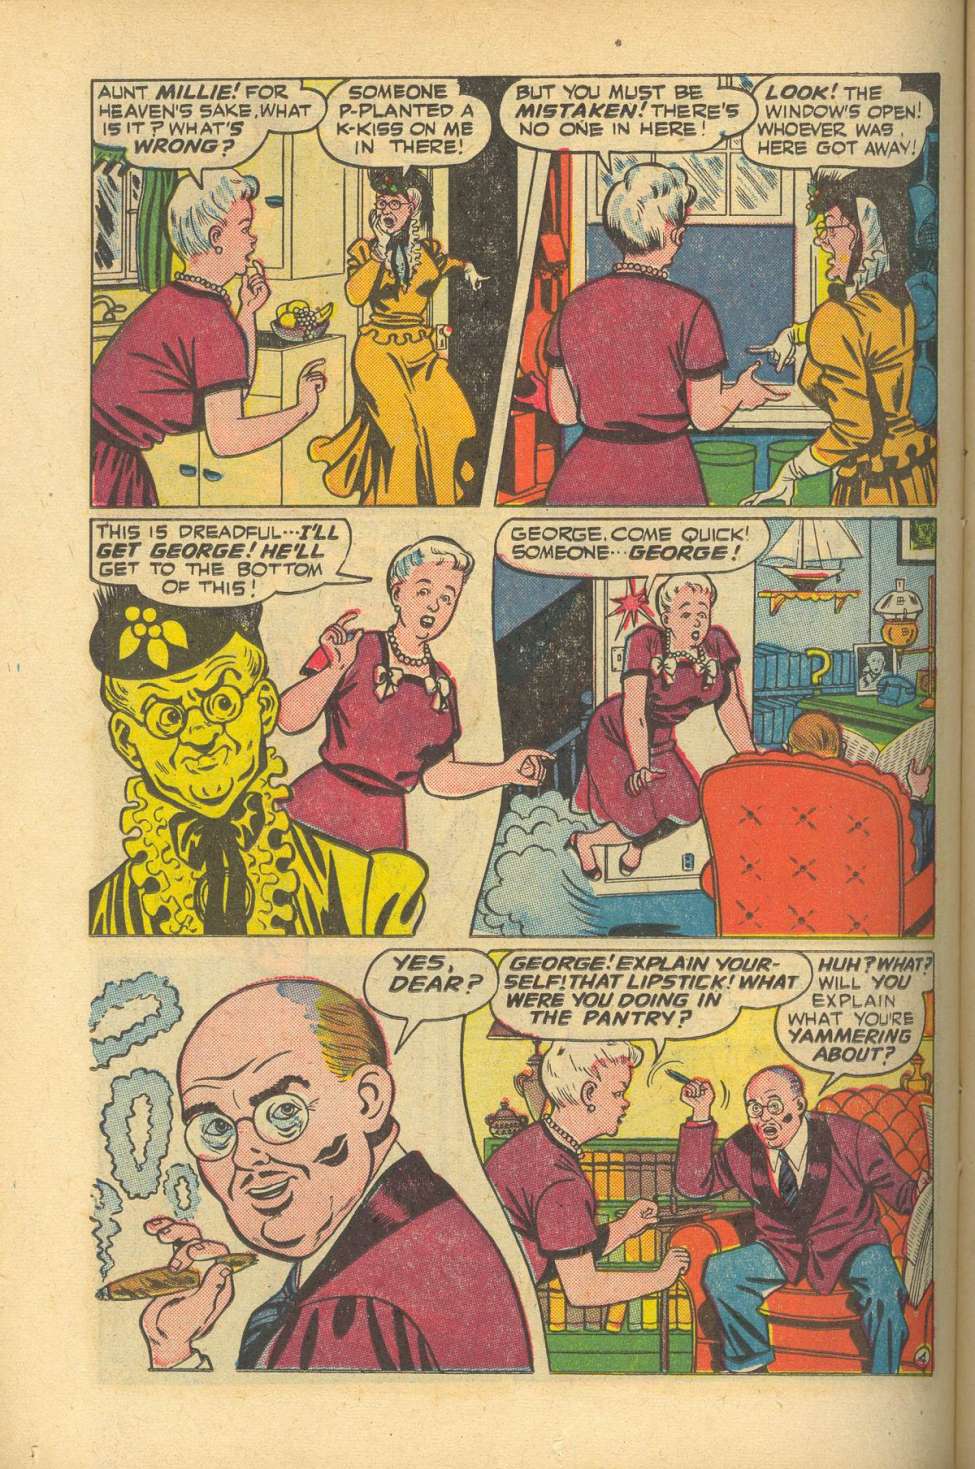 AUNT MILLIE! FOR
HEAVEN'S SAKE, WHAT
IS IT? WHAT'S
WRONG?
SOMEONE
P-PLANTED A
K-KISS ON ME
IN THERE!
BUT YOU MUST BE
MISTAKEN! THERE'S
NO ONE IN HERE!
LOOK! THE
WINDOW'S OPEN!
WHOEVER WAS
HERE GOT AWAY!
THIS IS DREADFUL...I'LL
GET GEORGE! HE'LL
GET TO THE BOTTOM
OF THIS!
GEORGE, COME QUICK!
SOMEONE...GEORGE!
?
YES,
DEAR?
GEORGE! EXPLAIN YOUR-
SELF! THAT LIPSTICK! WHAT
WERE YOU DOING IN
THE PANTRY?
HUH? WHAT?
WILL YOU
EXPLAIN
WHAT YOU'RE
YAMMERING
ABOUT?
4